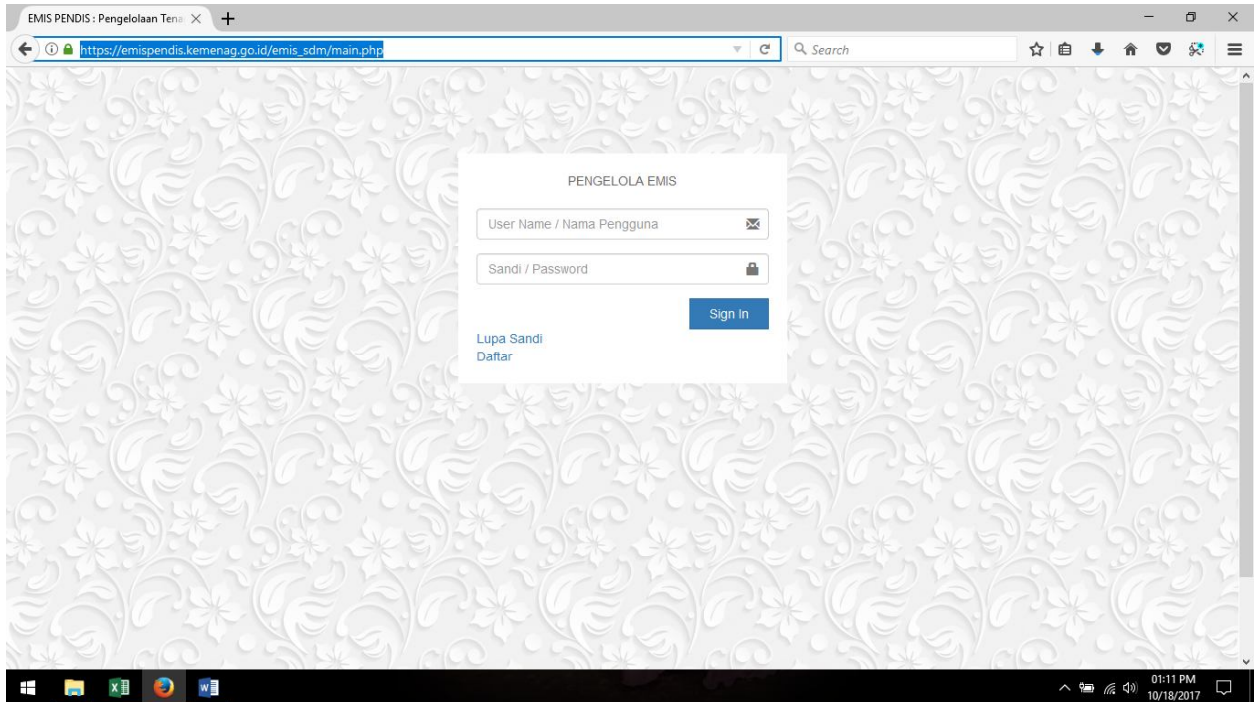 EMIS PENDIS : Pengelolaan Tena
https://emispendis.kemenag.go.id/emis_sdm/main.php
Search
PENGELOLA EMIS
User Name / Nama Pengguna
Sandi / Password
Sign In
Lupa Sandi
Daftar
01:11 PM
10/18/2017